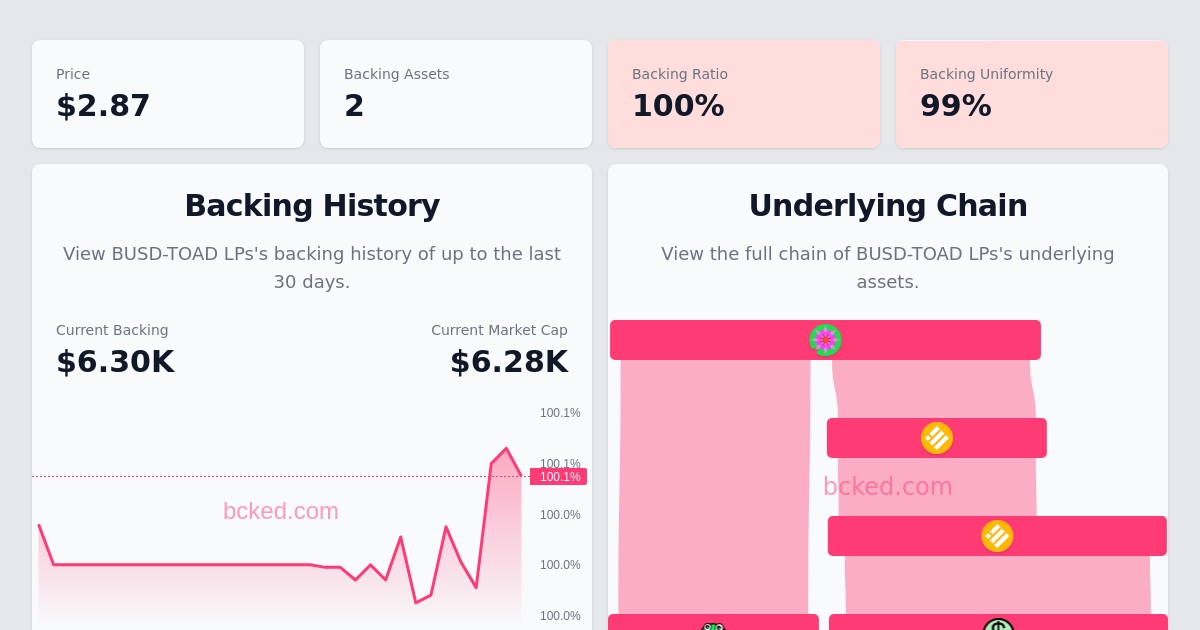 Price
$2.87
Backing Assets
2
Backing Ratio
100%
Backing Uniformity
99%
Backing History
View BUSD-TOAD LPs's backing history of up to the last
30 days.
Current Backing
$6.30K
Current Market Cap
$6.28K
100.1%
100.1%
100.1%
100.0%
100.0%
100.0%
bcked.com
Underlying Chain
View the full chain of BUSD-TOAD LPs's underlying
assets.
bcked.com